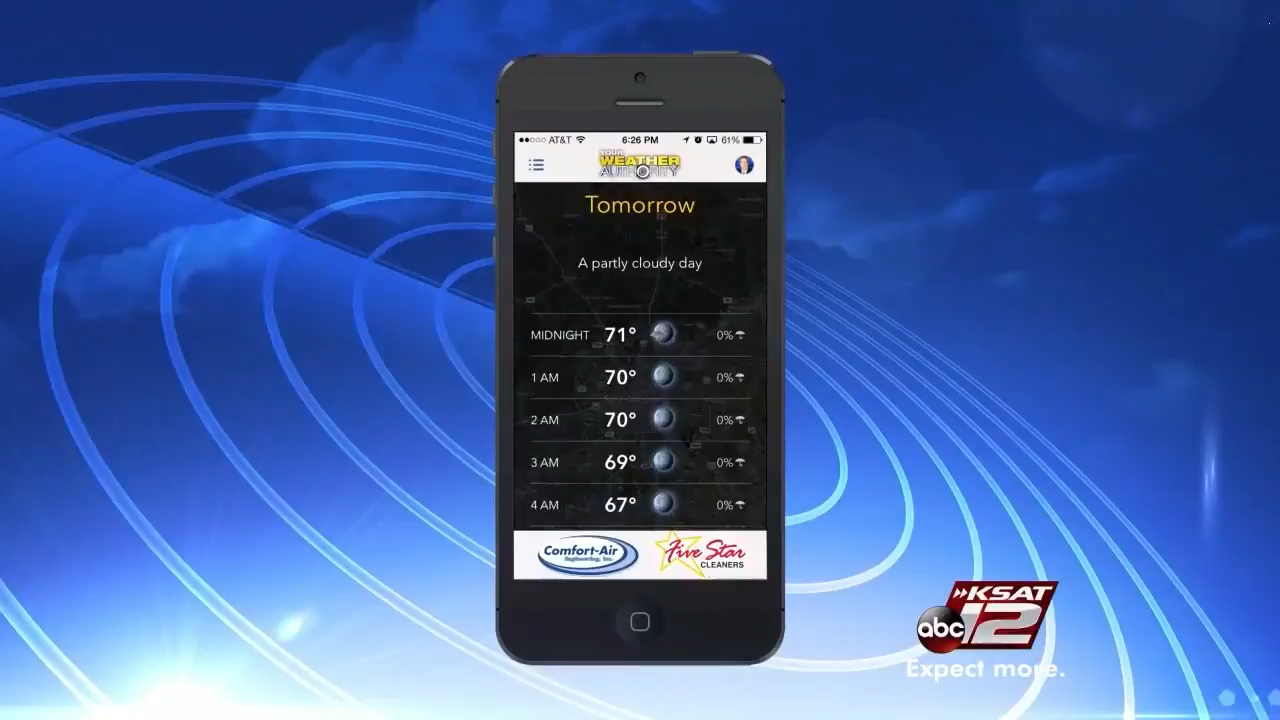 AT&T 6:26 PM 61%
YOUR
WEATHER
AUTHORITY
Tomorrow
A partly cloudy day
MIDNIGHT 71° 0%
1 AM 70° 0%
2 AM 70° 0%
3 AM 69° 0%
4 AM 67° 0%
Comfort-Air
Engineering, Inc.
Five Star
CLEANERS
KSAT
abc 12
Expect more.